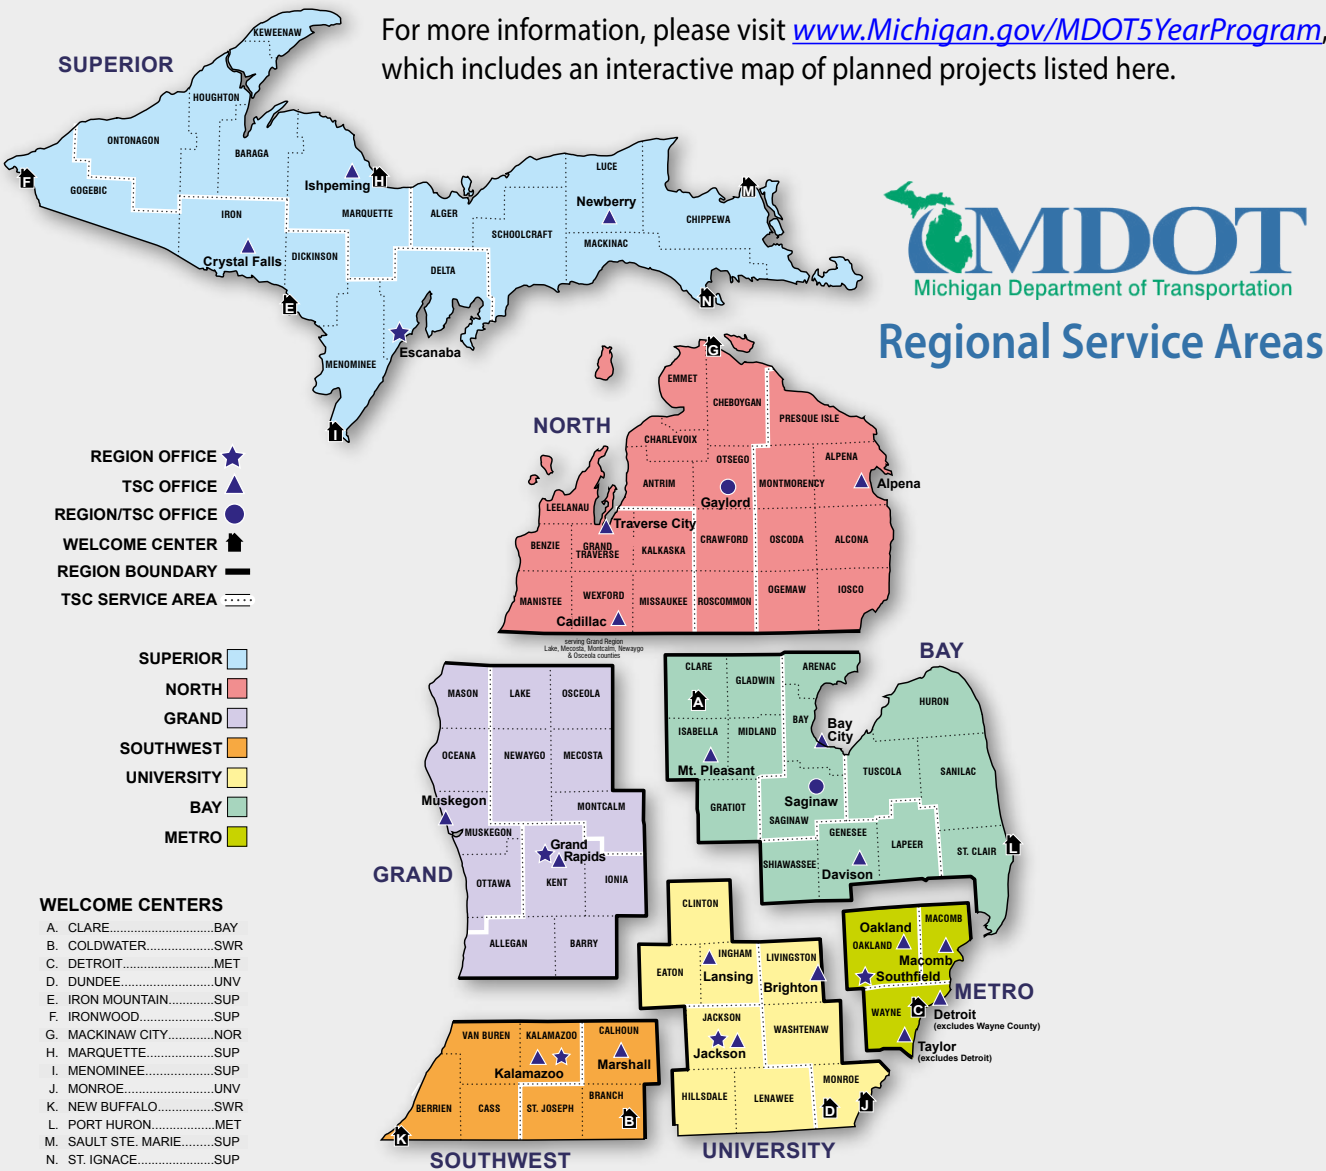 For more information, please visit www.Michigan.gov/MDOT5YearProgram,
which includes an interactive map of planned projects listed here.
SUPERIOR
KEWEENAW
HOUGHTON
ONTONAGON
BARAGA
GOGEBIC
IRON
MARQUETTE
ALGER
LUCE
SCHOOLCRAFT
MACKINAC
CHIPPEWA
DICKINSON
DELTA
MENOMINEE
Ishpeming
Newberry
Crystal Falls
Escanaba
F
H
M
E
N
I
MDOT
Michigan Department of Transportation
Regional Service Areas
REGION OFFICE
TSC OFFICE
REGION/TSC OFFICE
WELCOME CENTER
REGION BOUNDARY
TSC SERVICE AREA
SUPERIOR
NORTH
GRAND
SOUTHWEST
UNIVERSITY
BAY
METRO
NORTH
G
EMMET
CHEBOYGAN
PRESQUE ISLE
CHARLEVOIX
OTSEGO
ALPENA
ANTRIM
MONTMORENCY
Gaylord
Alpena
LEELANAU
Traverse City
BENZIE
GRAND
TRAVERSE
KALKASKA
CRAWFORD
OSCODA
ALCONA
MANISTEE
WEXFORD
MISSAUKEE
ROSCOMMON
OGEMAW
IOSCO
Cadillac
serving Grand Region
Lake, Mecosta, Montcalm, Newaygo
& Osceola counties
GRAND
MASON
LAKE
OSCEOLA
OCEANA
NEWAYGO
MECOSTA
Muskegon
MONTCALM
MUSKEGON
Grand
Rapids
OTTAWA
KENT
IONIA
ALLEGAN
BARRY
BAY
CLARE
GLADWIN
ARENAC
A
HURON
ISABELLA
MIDLAND
BAY
Bay
City
Mt. Pleasant
TUSCOLA
SANILAC
GRATIOT
Saginaw
SAGINAW
GENESEE
LAPEER
L
ST. CLAIR
SHIAWASSEE
Davison
CLINTON
EATON
INGHAM
Lansing
LIVINGSTON
Brighton
JACKSON
Jackson
WASHTENAW
HILLSDALE
LENAWEE
MONROE
D
J
UNIVERSITY
Oakland
OAKLAND
MACOMB
Macomb
Southfield
METRO
WAYNE
C
Detroit
(excludes Wayne County)
Taylor
(excludes Detroit)
VAN BUREN
KALAMAZOO
CALHOUN
Kalamazoo
Marshall
BERRIEN
CASS
ST. JOSEPH
BRANCH
B
K
SOUTHWEST
WELCOME CENTERS
A. CLARE............................BAY
B. COLDWATER..................SWR
C. DETROIT........................MET
D. DUNDEE.........................UNV
E. IRON MOUNTAIN............SUP
F. IRONWOOD....................SUP
G. MACKINAW CITY...........NOR
H. MARQUETTE..................SUP
I. MENOMINEE...................SUP
J. MONROE........................UNV
K. NEW BUFFALO...............SWR
L. PORT HURON.................MET
M. SAULT STE. MARIE.........SUP
N. ST. IGNACE.....................SUP